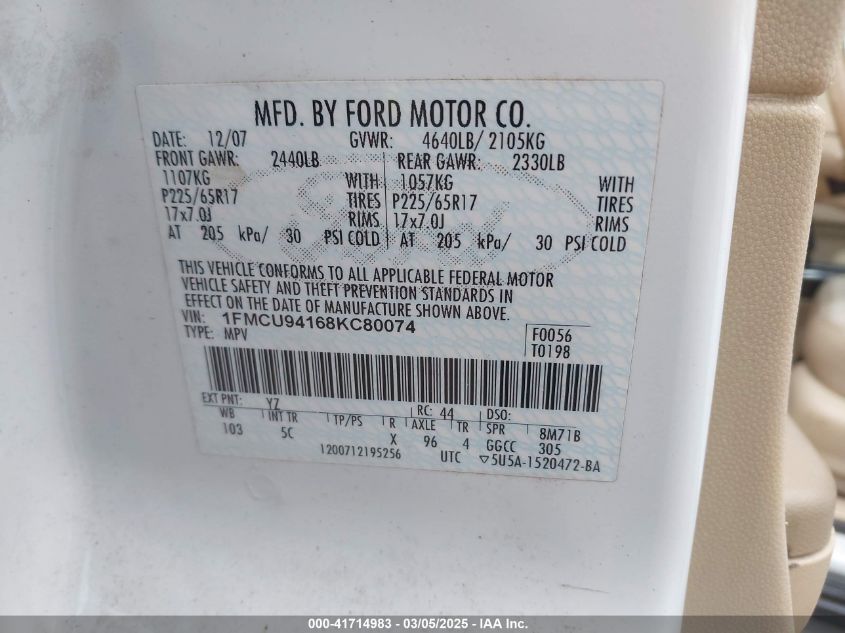 MFD. BY FORD MOTOR CO.
DATE: 12/07 GVWR: 4640LB/ 2105KG
FRONT GAWR: 2440LB REAR GAWR: 2330LB
1107KG WITH 1057KG WITH
P225/65R17 TIRES P225/65R17 TIRES
17x7.0J RIMS 17x7.0J RIMS
AT 205 kPa/ 30 PSI COLD AT 205 kPa/ 30 PSI COLD
THIS VEHICLE CONFORMS TO ALL APPLICABLE FEDERAL MOTOR
VEHICLE SAFETY AND THEFT PREVENTION STANDARDS IN
EFFECT ON THE DATE OF MANUFACTURE SHOWN ABOVE.
VIN: 1FMCU94168KC80074
TYPE: MPV F0056
T0198
EXT PNT: YZ RC: 44 DSO:
WB INT TR TP/PS R AXLE TR SPR 8M71B
103 5C X 96 4 GGCC 305
1200712195256 UTC ▽5U5A-1520472-BA
000-41714983 - 03/05/2025 - IAA Inc.